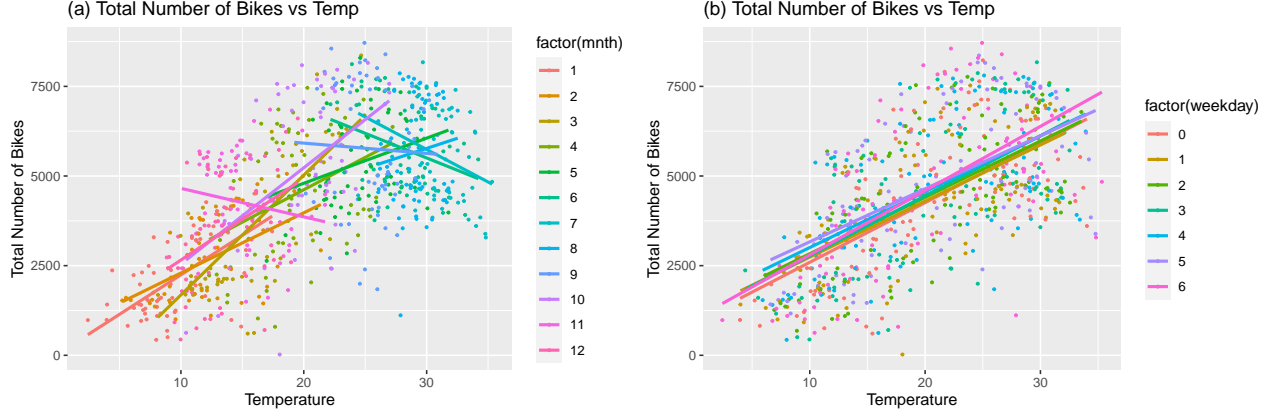 (a) Total Number of Bikes vs Temp
Total Number of Bikes
7500
5000
2500
0
10 20 30
Temperature
factor(mnth)
1
2
3
4
5
6
7
8
9
10
11
12
(b) Total Number of Bikes vs Temp
Total Number of Bikes
7500
5000
2500
0
10 20 30
Temperature
factor(weekday)
0
1
2
3
4
5
6